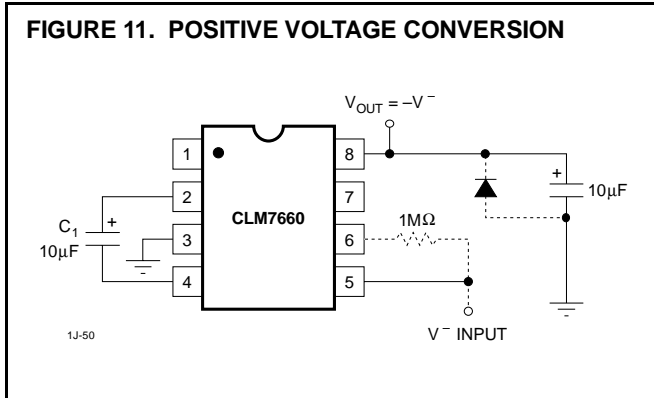 FIGURE 11. POSITIVE VOLTAGE CONVERSION
V_OUT = –V⁻
1
8
+
10µF
2
7
C₁
+
10µF
CLM7660
3
6
1MΩ
4
5
V⁻ INPUT
1J-50